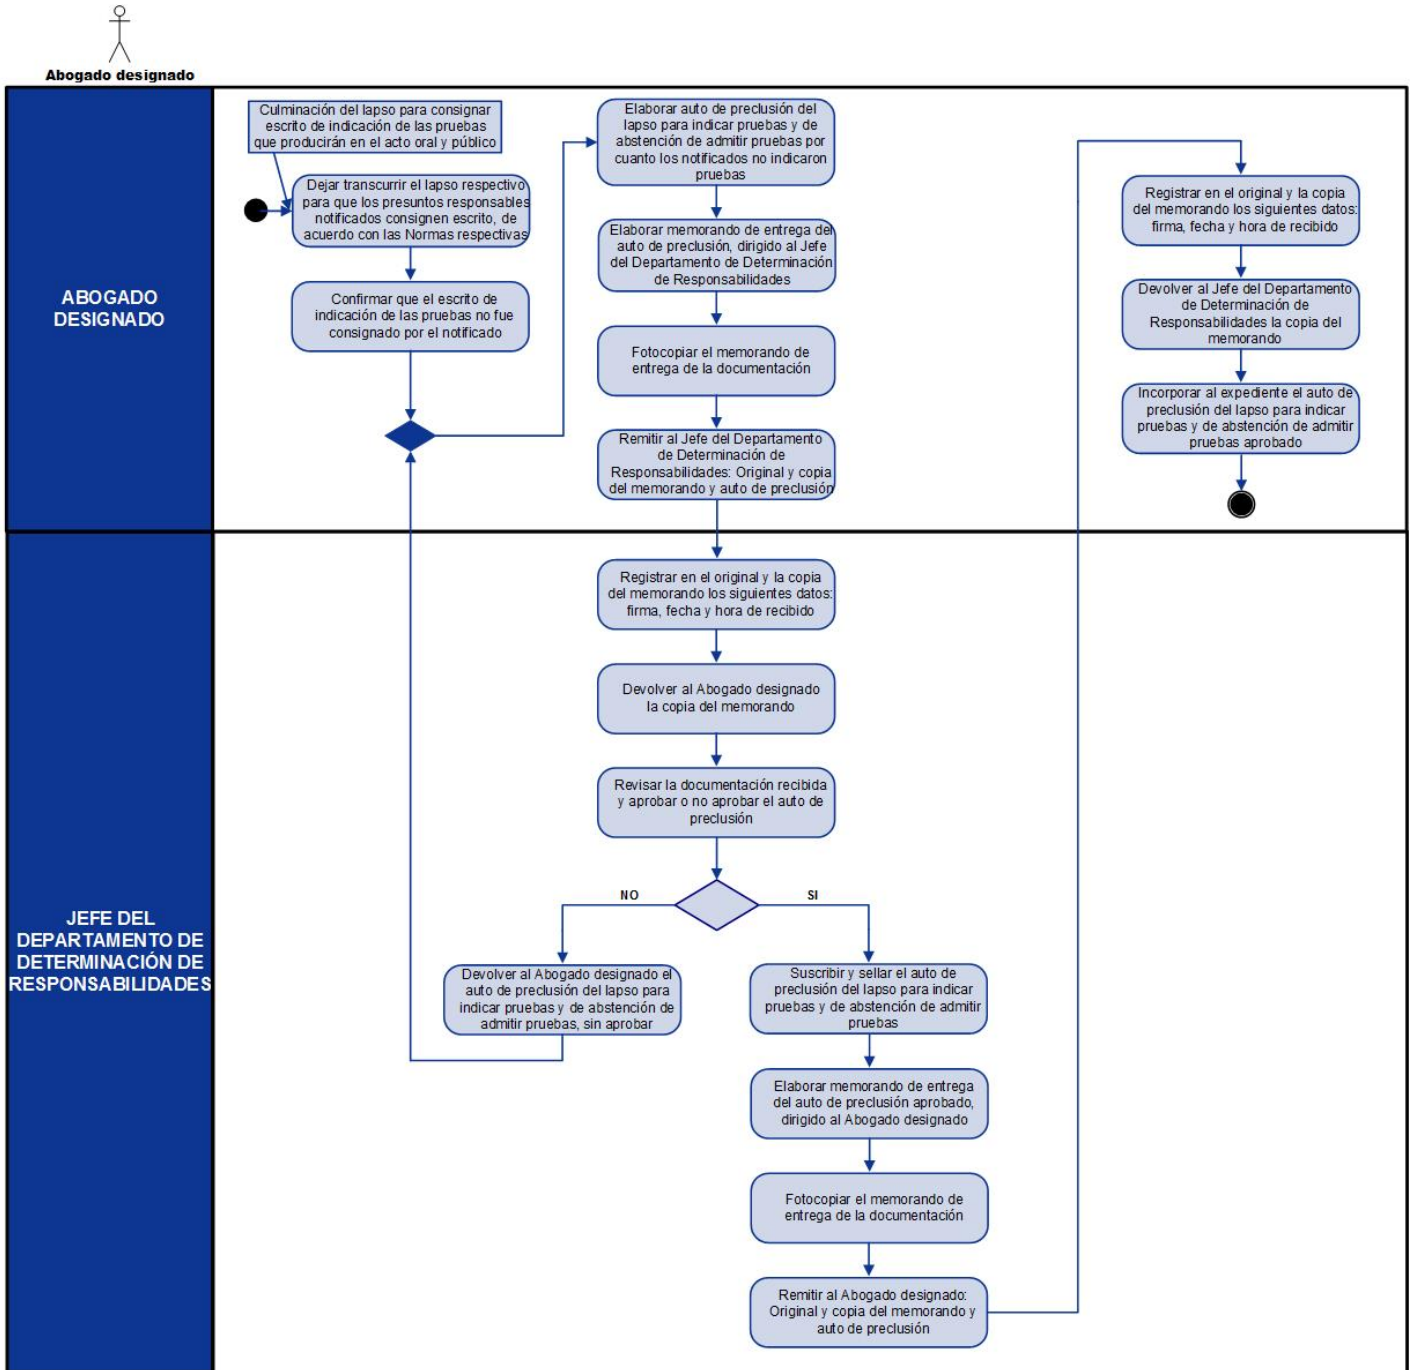 Abogado designado
ABOGADO
DESIGNADO
Culminación del lapso para consignar
escrito de indicación de las pruebas
que producirán en el acto oral y público
Dejar transcurrir el lapso respectivo
para que los presuntos responsables
notificados consignen escrito, de
acuerdo con las Normas respectivas
Confirmar que el escrito de
indicación de las pruebas no fue
consignado por el notificado
Elaborar auto de preclusión del
lapso para indicar pruebas y de
abstención de admitir pruebas por
cuanto los notificados no indicaron
pruebas
Elaborar memorando de entrega del
auto de preclusión, dirigido al Jefe
del Departamento de Determinación
de Responsabilidades
Fotocopiar el memorando de
entrega de la documentación
Remitir al Jefe del Departamento
de Determinación de
Responsabilidades: Original y copia
del memorando y auto de preclusión
Registrar en el original y la copia
del memorando los siguientes datos:
firma, fecha y hora de recibido
Devolver al Jefe del Departamento
de Determinación de
Responsabilidades la copia del
memorando
Incorporar al expediente el auto de
preclusión del lapso para indicar
pruebas y de abstención de admitir
pruebas aprobado
JEFE DEL
DEPARTAMENTO DE
DETERMINACIÓN DE
RESPONSABILIDADES
Registrar en el original y la copia
del memorando los siguientes datos:
firma, fecha y hora de recibido
Devolver al Abogado designado
la copia del memorando
Revisar la documentación recibida
y aprobar o no aprobar el auto de
preclusión
NO
SI
Devolver al Abogado designado el
auto de preclusión del lapso para
indicar pruebas y de abstención de
admitir pruebas, sin aprobar
Suscribir y sellar el auto de
preclusión del lapso para indicar
pruebas y de abstención de admitir
pruebas
Elaborar memorando de entrega
del auto de preclusión aprobado,
dirigido al Abogado designado
Fotocopiar el memorando de
entrega de la documentación
Remitir al Abogado designado:
Original y copia del memorando y
auto de preclusión